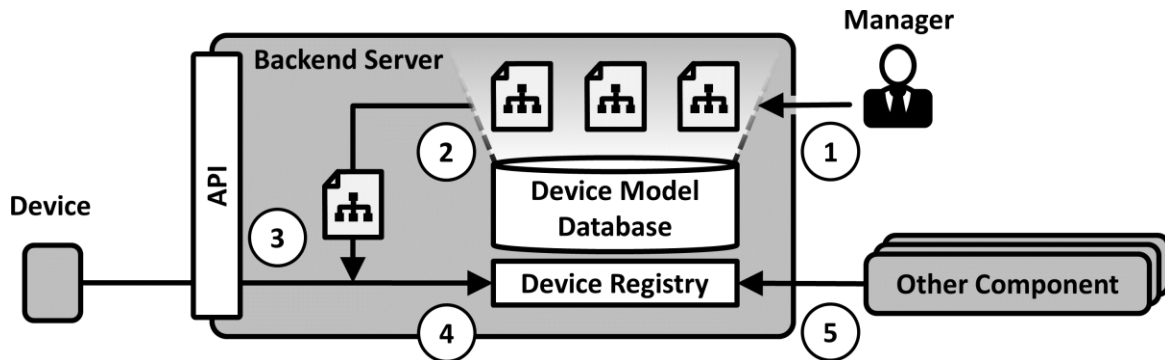 Manager
Backend Server
1
2
Device Model
Database
API
Device
3
Device Registry
Other Component
4
5